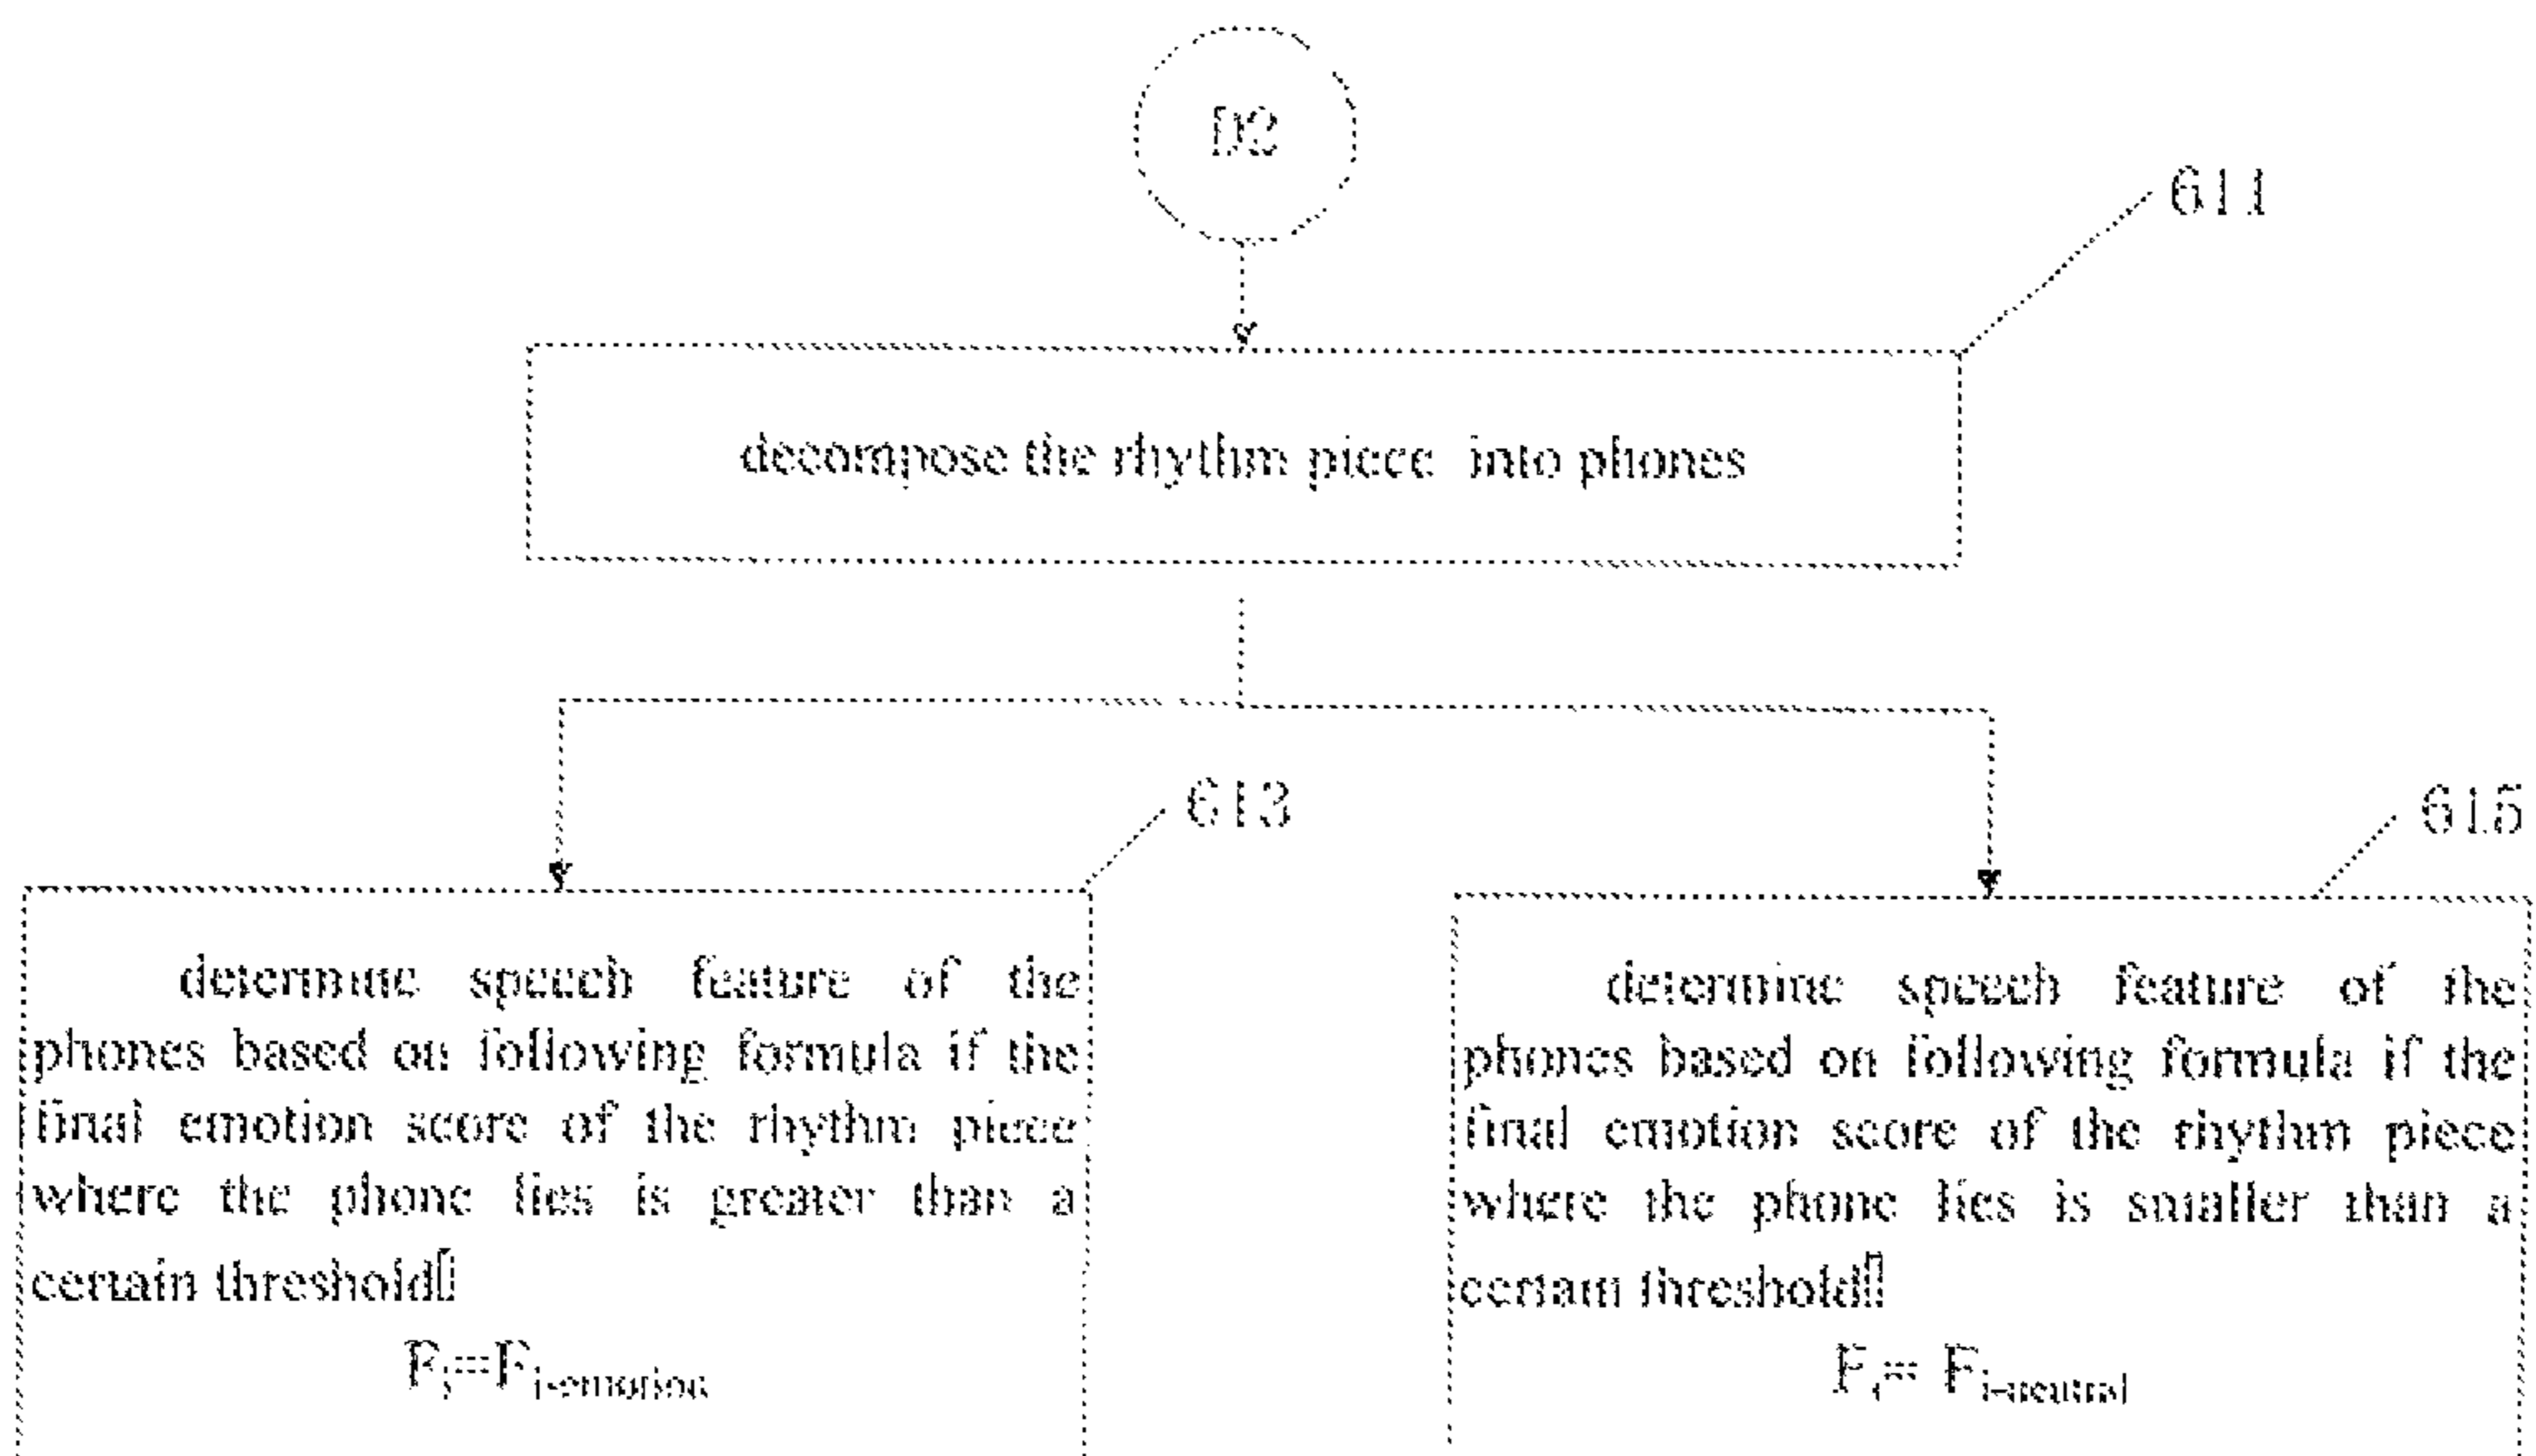 D2
611
decompose the rhythm piece into phones
613
615
determine speech feature of the
phones based on following formula if the
final emotion score of the rhythm piece
where the phone lies is greater than a
certain threshold
Fi=Fi-emotion
determine speech feature of the
phones based on following formula if the
final emotion score of the rhythm piece
where the phone lies is smaller than a
certain threshold
Fi= Fi-neutral